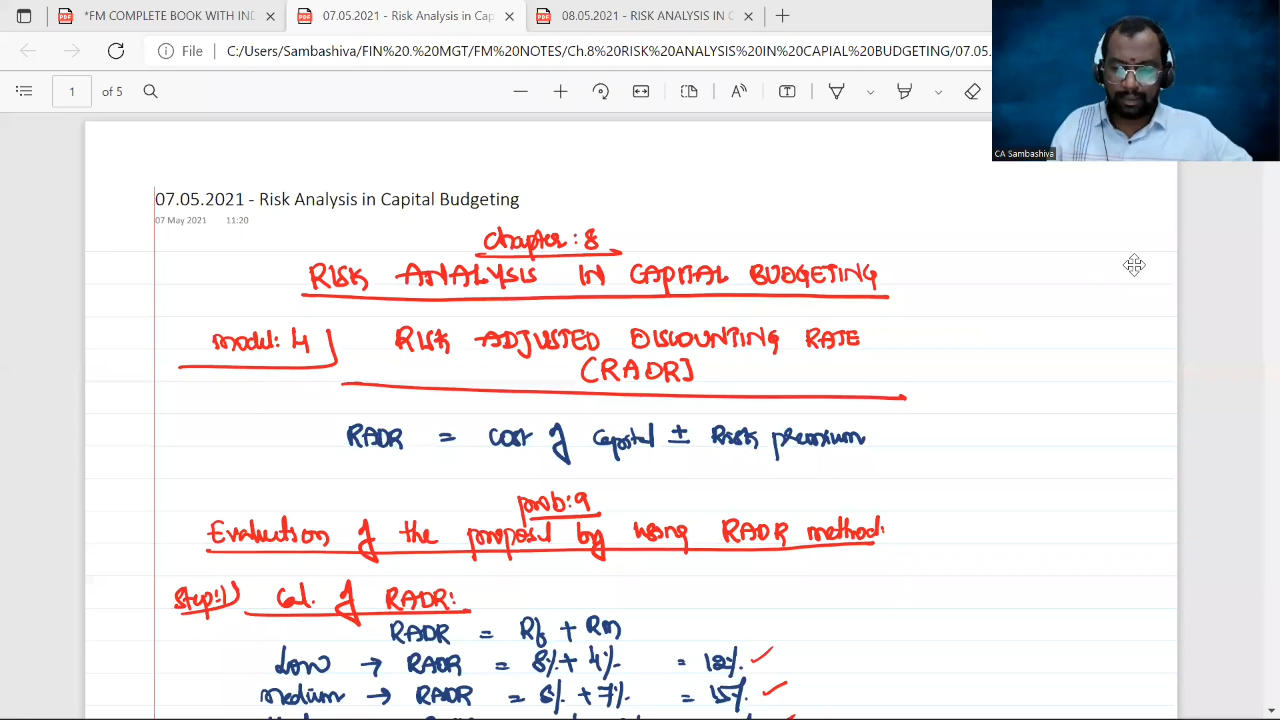 *FM COMPLETE BOOK WITH IND
07.05.2021 - Risk Analysis in Cap
08.05.2021 - RISK ANALYSIS IN C
File
C:/Users/Sambashiva/FIN%20.%20MGT/FM%20NOTES/Ch.8%20RISK%20ANALYSIS%20IN%20CAPIAL%20BUDGETING/07.05.
1 of 5
CA Sambashiva
07.05.2021 - Risk Analysis in Capital Budgeting
07 May 2021 11:20
Chapter : 8
RISK ANALYSIS IN CAPITAL BUDGETING
Model: 4 RISK ADJUSTED DISCOUNTING RATE
(RADR]
RADR = cost of capital ± Risk premium
prob: 9
Evaluation of the proposal by using RADR method:
Step:1) Cal. of RADR:
RADR = Rf +
Low → RADR = 8% + 4% = 12%.
medium → RADR = 8% + 7% = 15%.